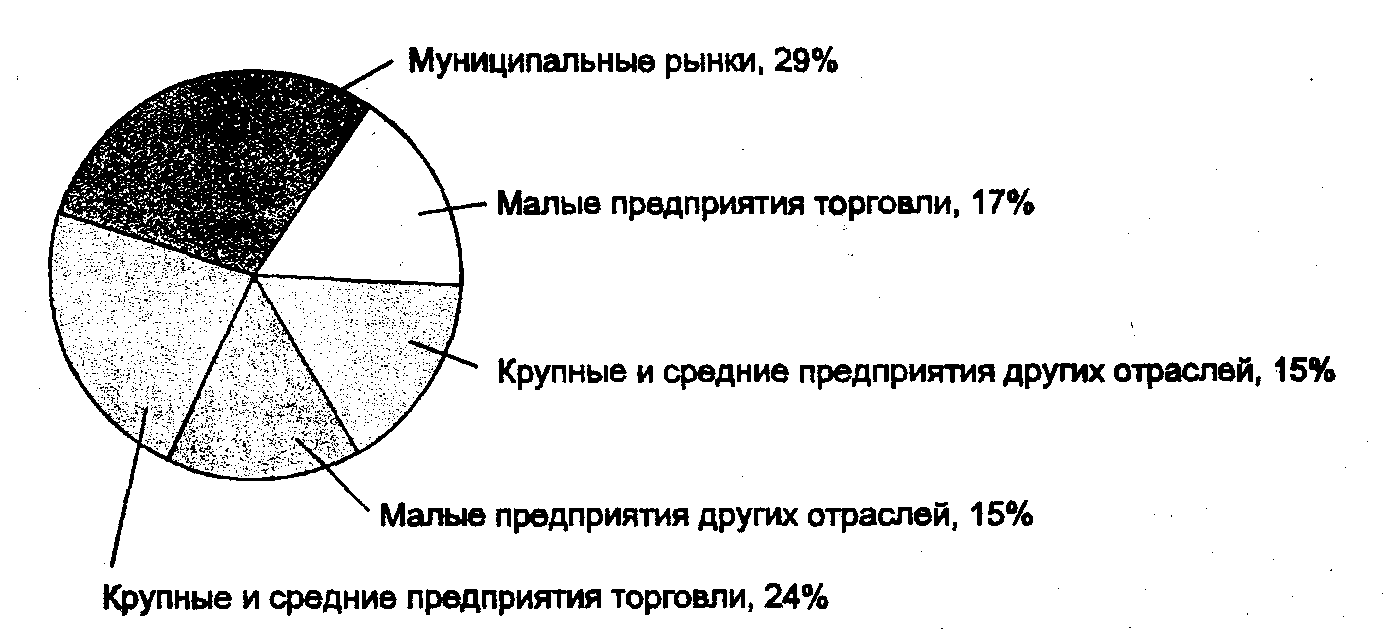 Муниципальные рынки, 29%
Малые предприятия торговли, 17%
Крупные и средние предприятия других отраслей, 15%
Малые предприятия других отраслей, 15%
Крупные и средние предприятия торговли, 24%